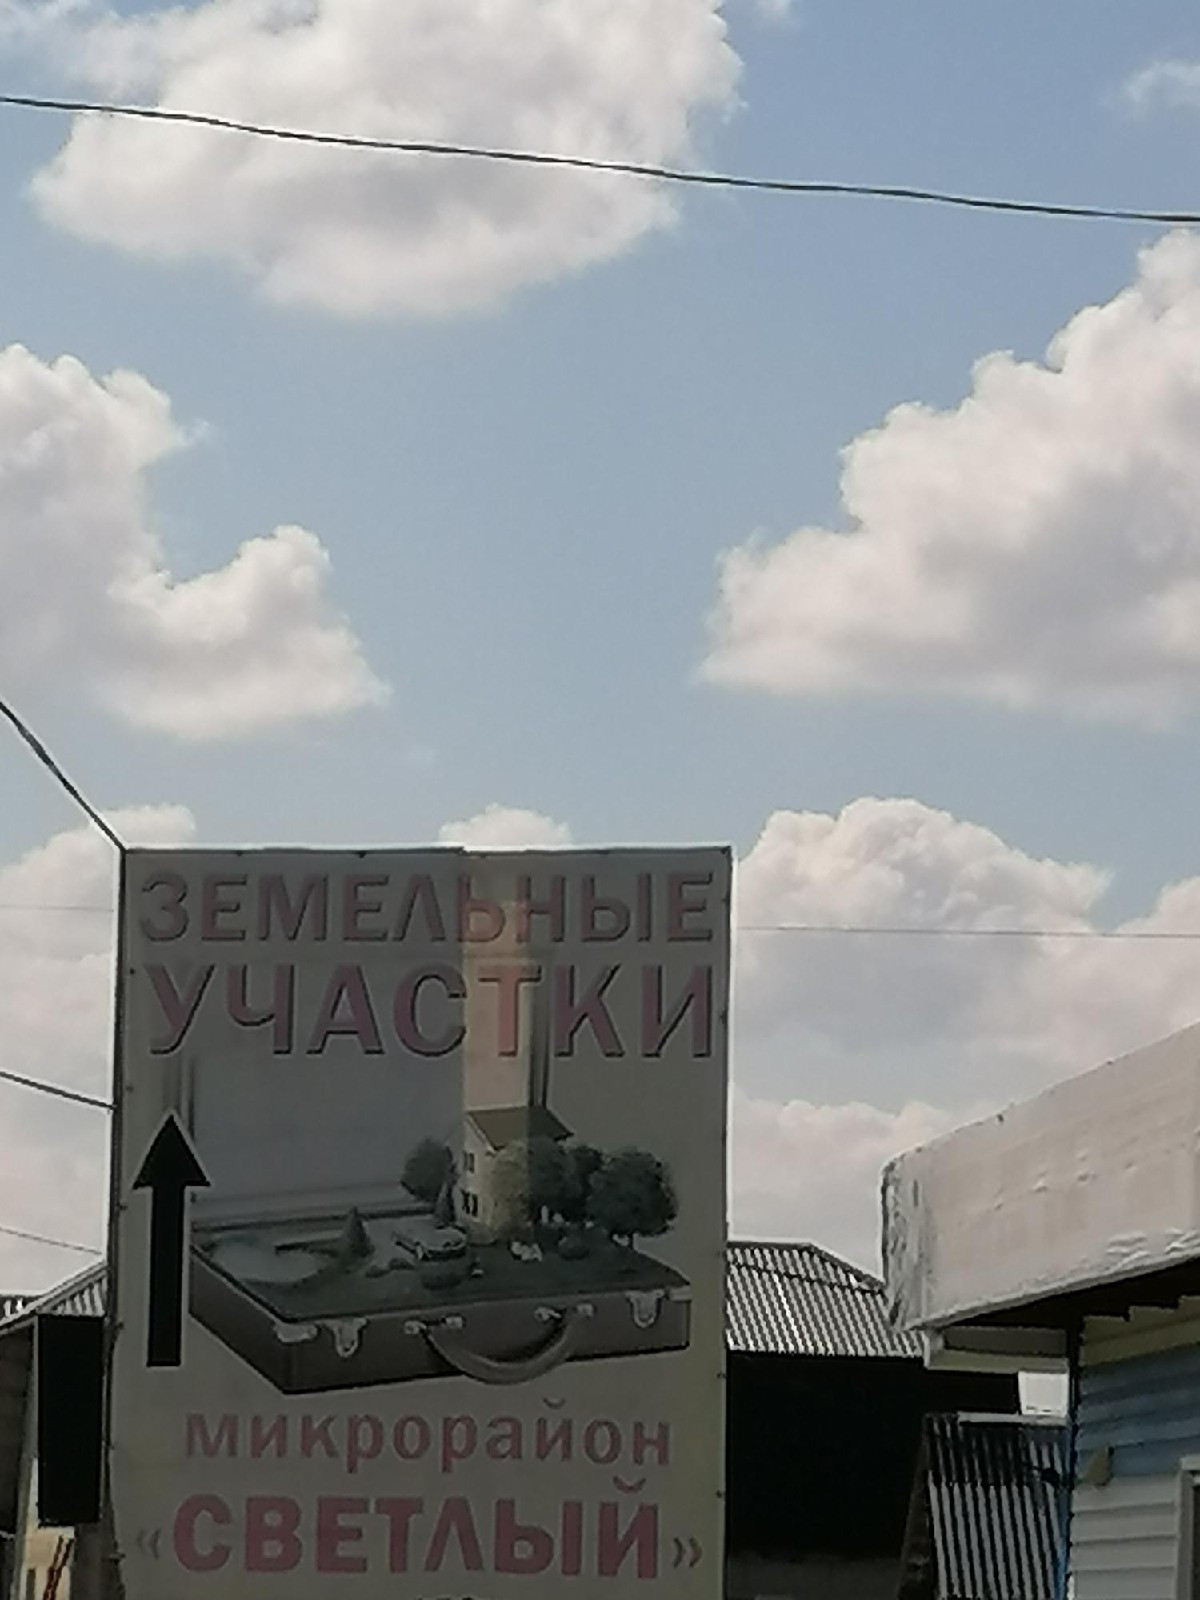 ЗЕМЕЛЬНЫЕ
УЧАСТКИ
микрорайон
«СВЕТЛЫЙ»